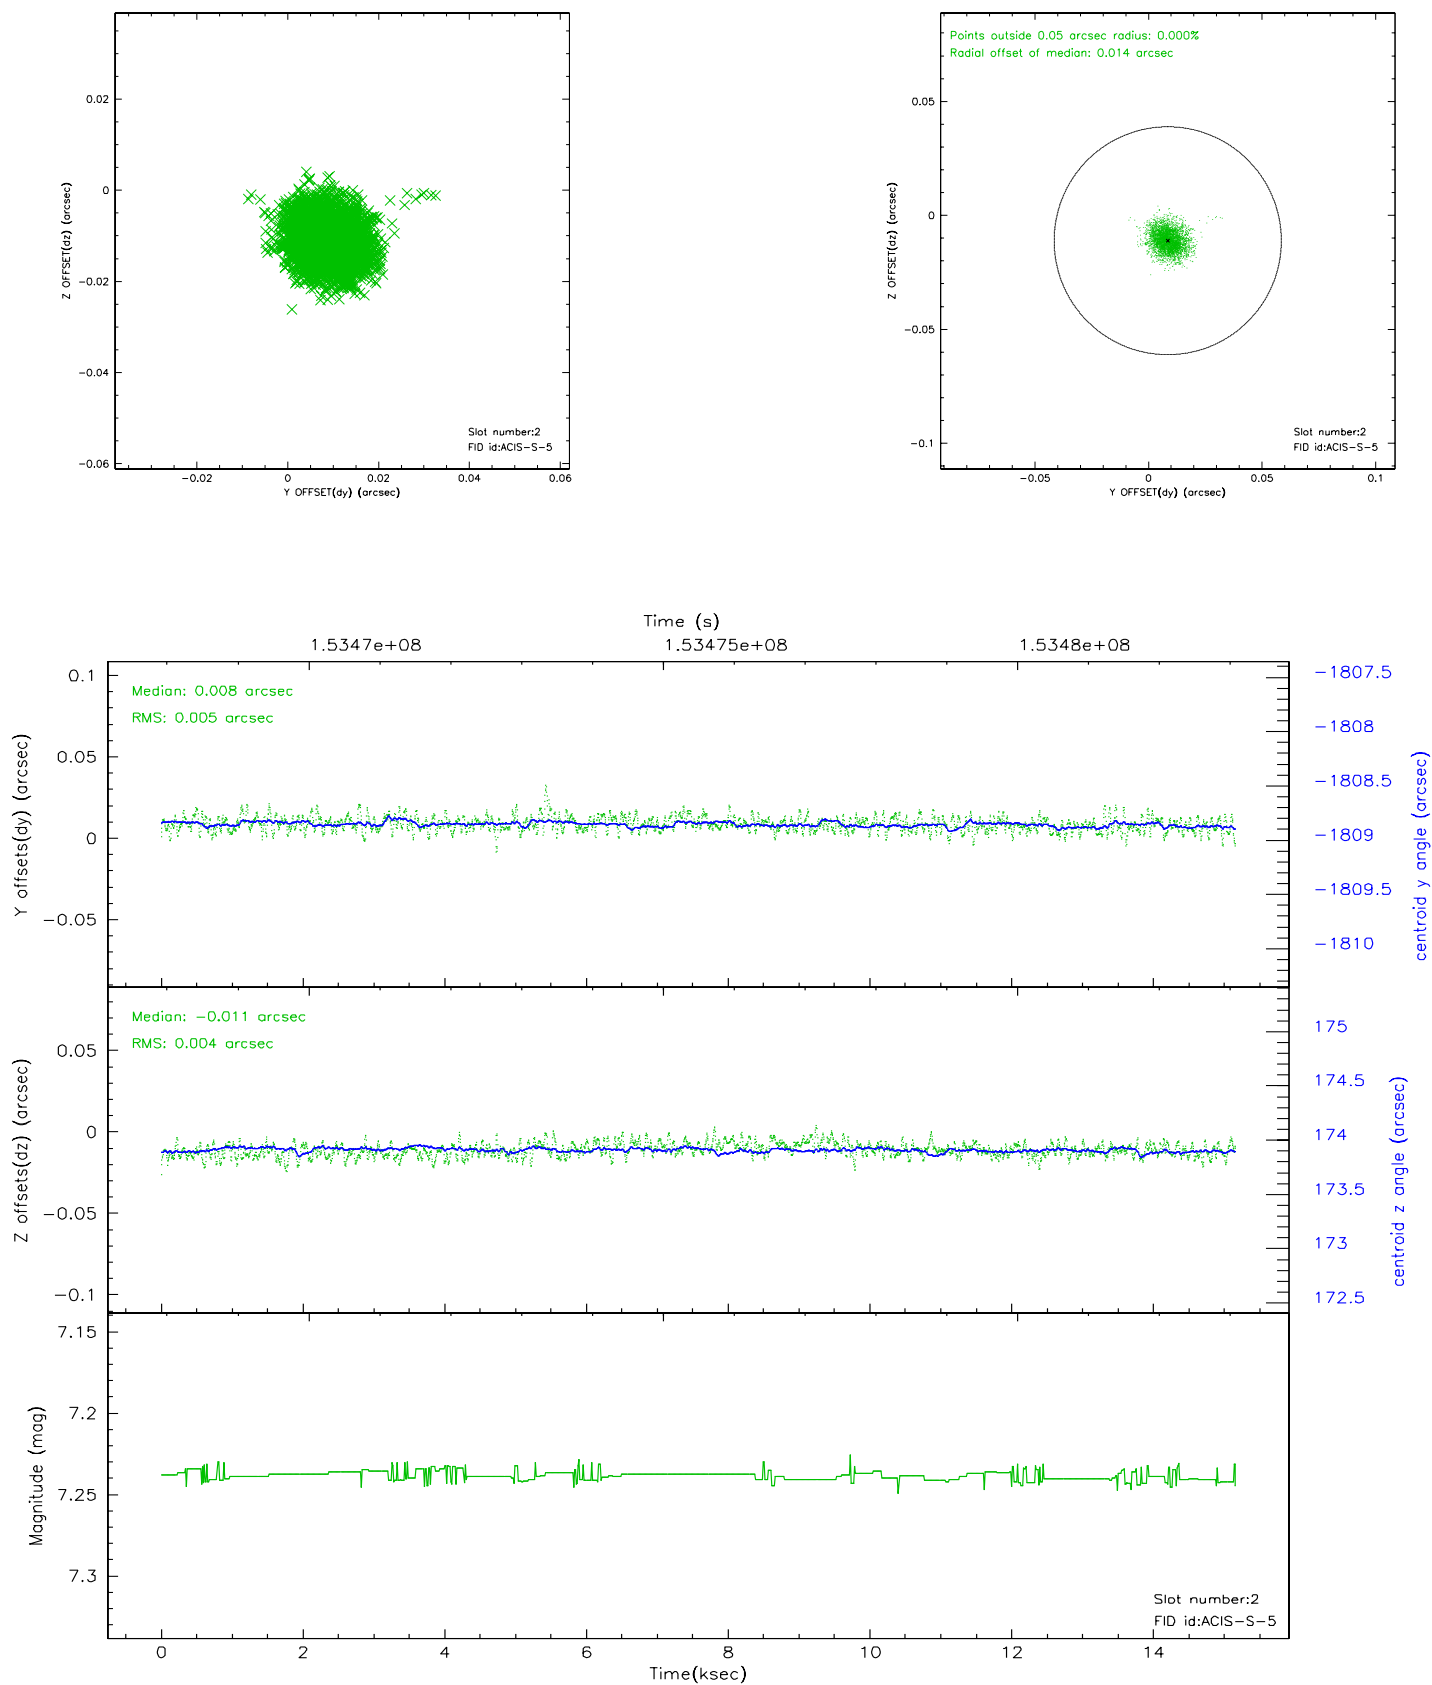 0.02
0
−0.02
−0.04
−0.06
Z OFFSET(dz) (arcsec)
Slot number:2
FID id:ACIS−S−5
−0.02 0 0.02 0.04 0.06
Y OFFSET(dy) (arcsec)
Points outside 0.05 arcsec radius: 0.000%
Radial offset of median: 0.014 arcsec
0.05
0
−0.05
−0.1
Z OFFSET(dz) (arcsec)
Slot number:2
FID id:ACIS−S−5
−0.05 0 0.05 0.1
Y OFFSET(dy) (arcsec)
Time (s)
1.5347e+08 1.53475e+08 1.5348e+08
0.1
0.05
0
−0.05
Y offsets(dy) (arcsec)
Median: 0.008 arcsec
RMS: 0.005 arcsec
−1807.5
−1808
−1808.5
−1809
−1809.5
−1810
centroid y angle (arcsec)
0.05
0
−0.05
−0.1
Z offsets(dz) (arcsec)
Median: −0.011 arcsec
RMS: 0.004 arcsec
175
174.5
174
173.5
173
172.5
centroid z angle (arcsec)
7.15
7.2
7.25
7.3
Magnitude (mag)
Slot number:2
FID id:ACIS−S−5
0 2 4 6 8 10 12 14
Time(ksec)